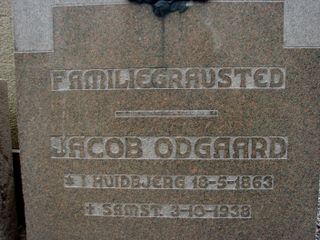 FAMILIEGRAVSTED
JACOB ODGAARD
* I HVIDBJERG 18-5-1863
† SAMST. 3-10-1938